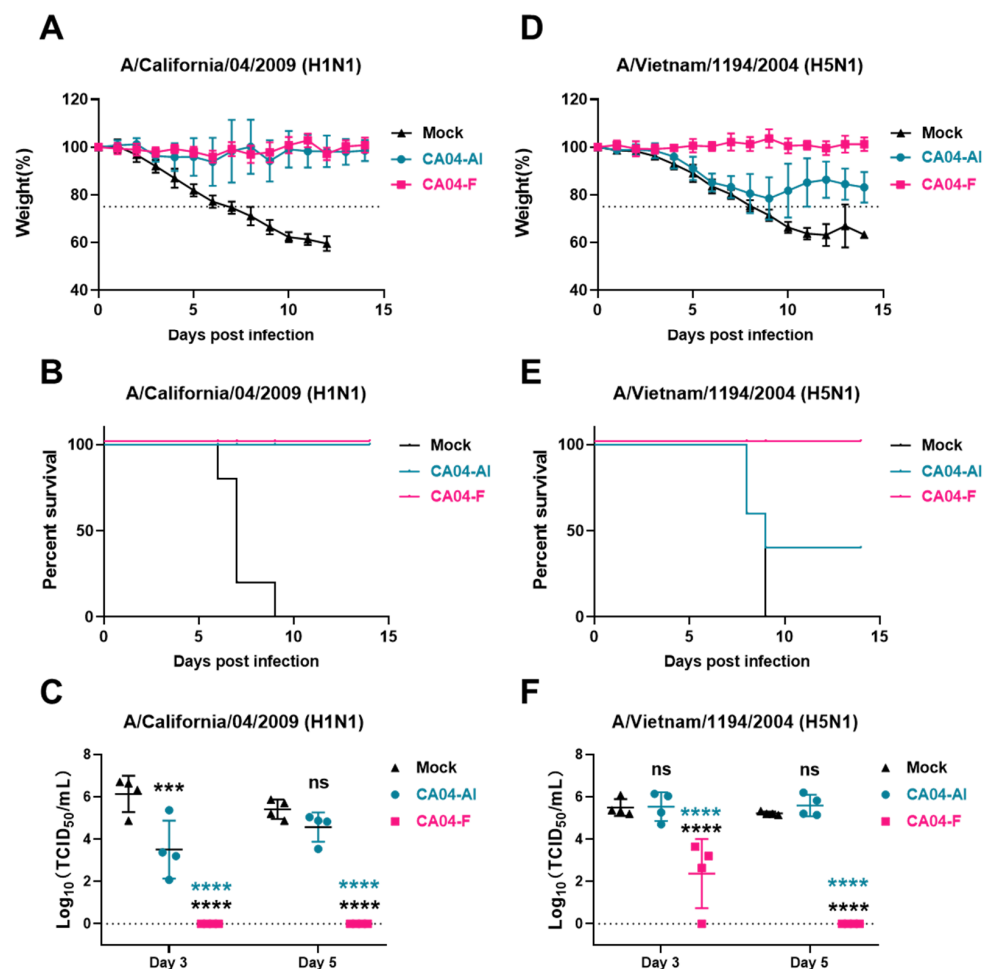 A
A/California/04/2009 (H1N1)
120
100
80
60
40
Weight(%)
0
5
10
15
Days post infection
Mock
CA04-Al
CA04-F
D
A/Vietnam/1194/2004 (H5N1)
120
100
80
60
40
Weight(%)
0
5
10
15
Days post infection
Mock
CA04-Al
CA04-F
B
A/California/04/2009 (H1N1)
100
50
0
Percent survival
0
5
10
15
Days post infection
Mock
CA04-Al
CA04-F
E
A/Vietnam/1194/2004 (H5N1)
100
50
0
Percent survival
0
5
10
15
Days post infection
Mock
CA04-Al
CA04-F
C
A/California/04/2009 (H1N1)
8
6
4
2
0
Log10 (TCID50/mL)
***
ns
****
****
****
****
Day 3
Day 5
Mock
CA04-Al
CA04-F
F
A/Vietnam/1194/2004 (H5N1)
8
6
4
2
0
Log10 (TCID50/mL)
ns
ns
****
****
****
****
Day 3
Day 5
Mock
CA04-Al
CA04-F